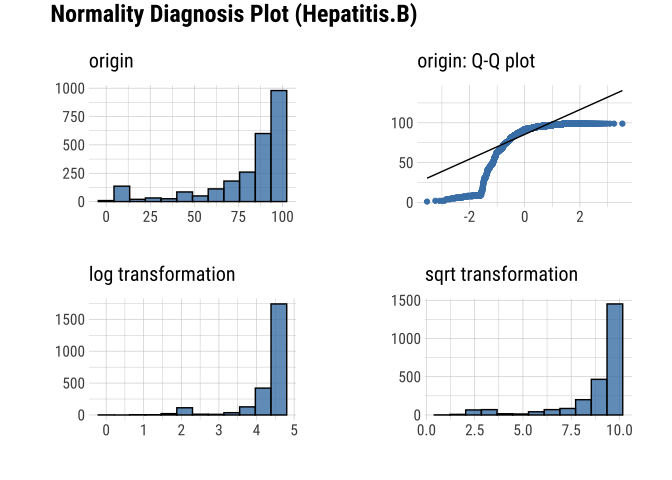 Normality Diagnosis Plot (Hepatitis.B)
origin
1000
750
500
250
0
0 25 50 75 100
origin: Q-Q plot
100
50
0
-2 0 2
log transformation
1500
1000
500
0
0 1 2 3 4 5
sqrt transformation
1500
1000
500
0
0.0 2.5 5.0 7.5 10.0